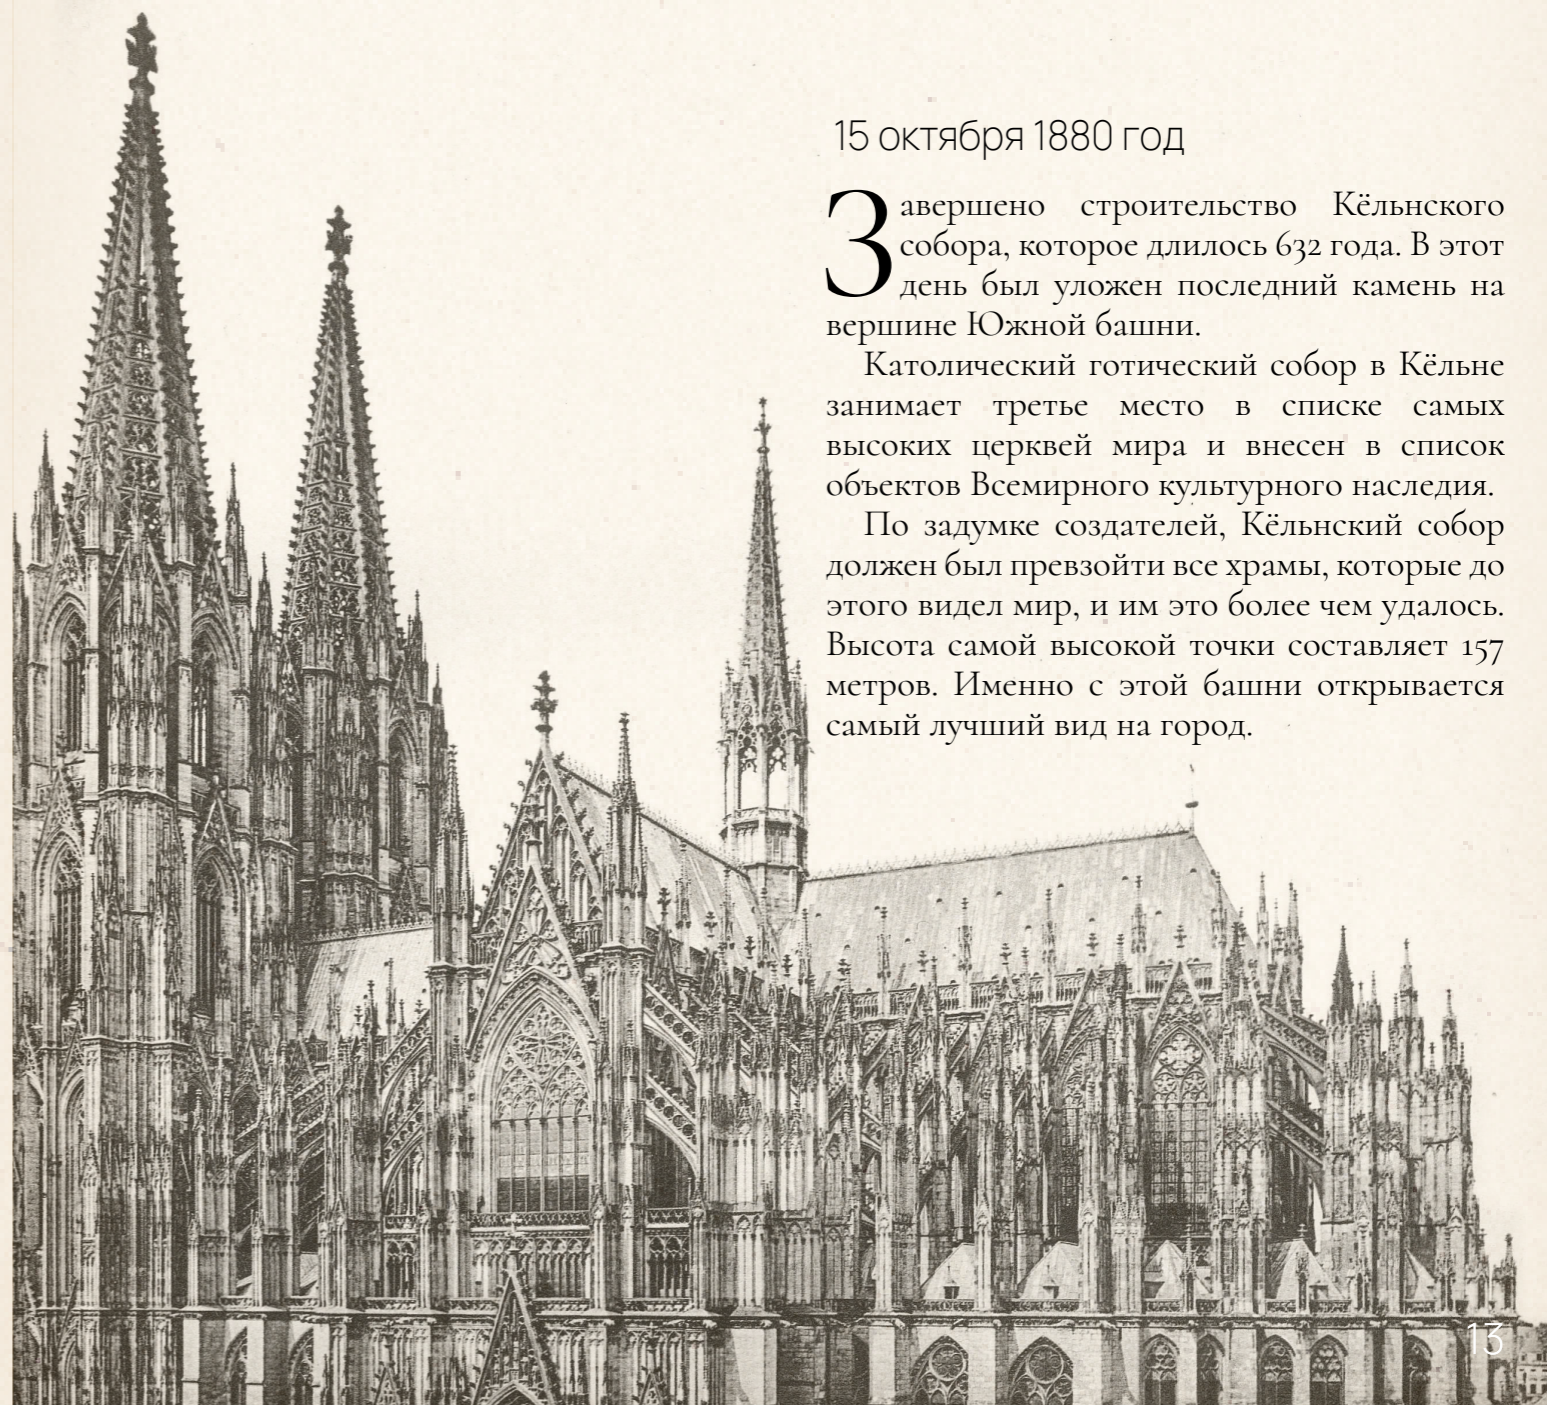 15 октября 1880 год
Завершено строительство Кёльнского
собора, которое длилось 632 года. В этот
день был уложен последний камень на
вершине Южной башни.
Католический готический собор в Кёльне
занимает третье место в списке самых
высоких церквей мира и внесен в список
объектов Всемирного культурного наследия.
По задумке создателей, Кёльнский собор
должен был превзойти все храмы, которые до
этого видел мир, и им это более чем удалось.
Высота самой высокой точки составляет 157
метров. Именно с этой башни открывается
самый лучший вид на город.
13